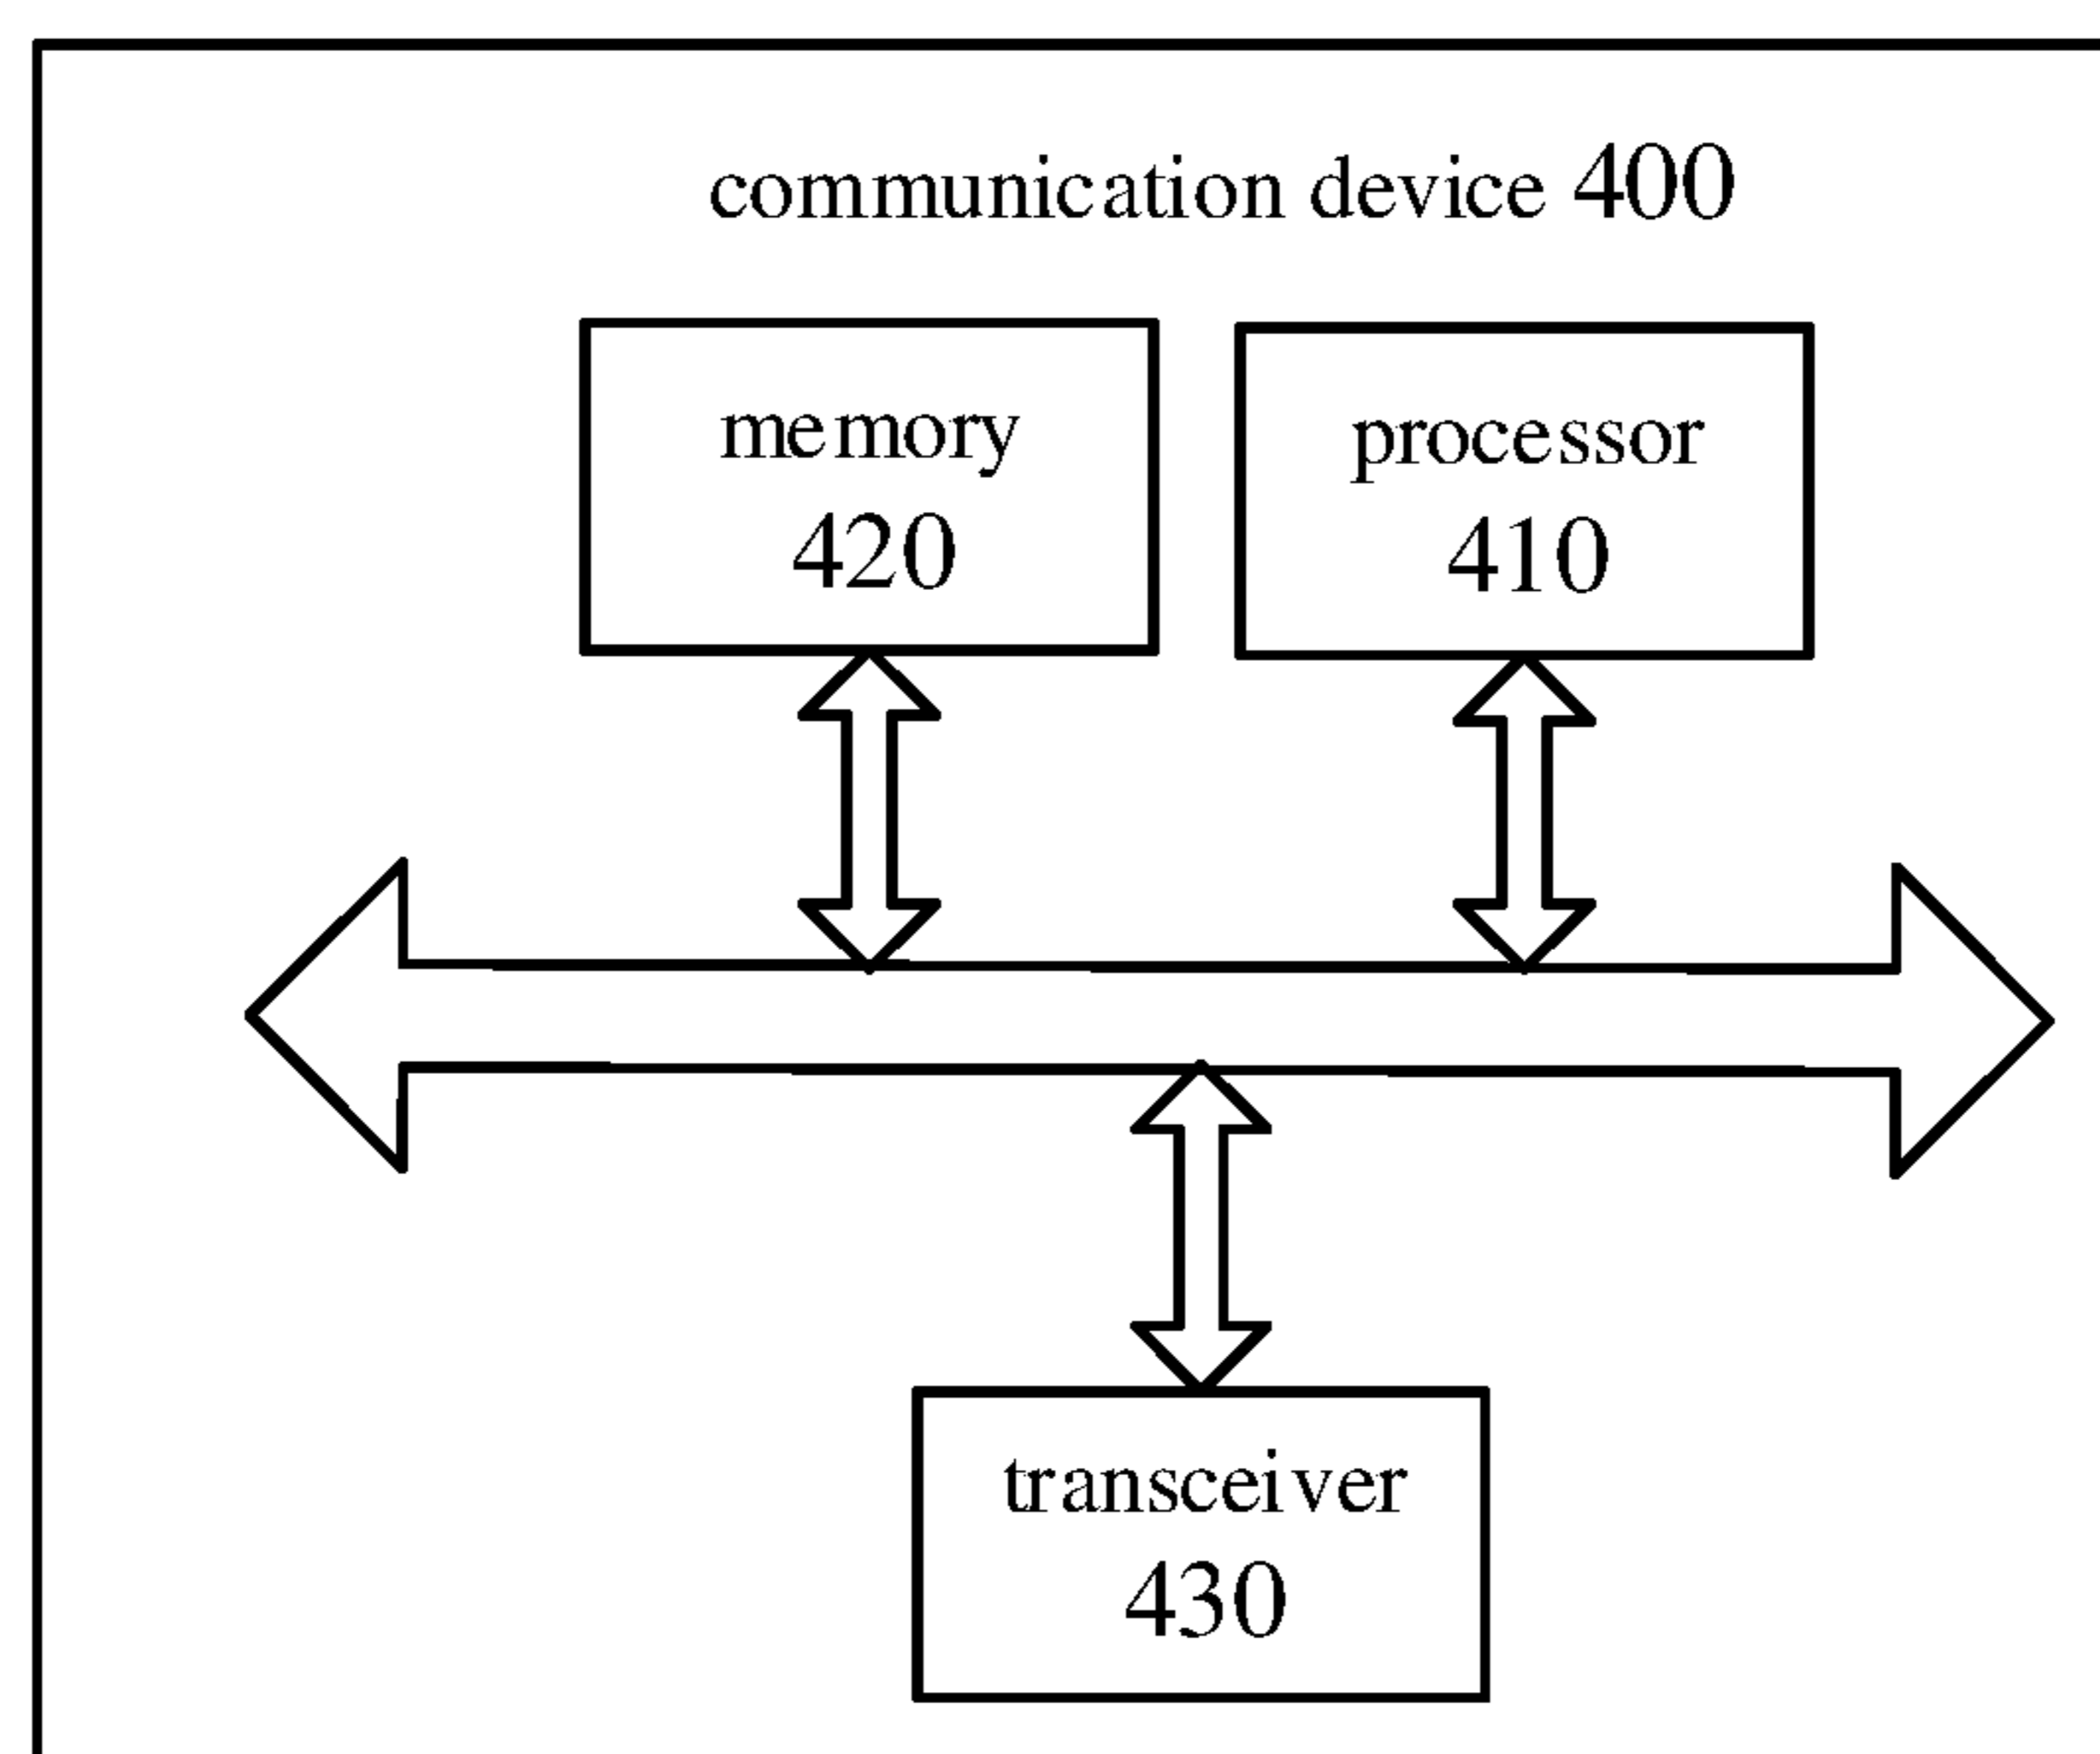 communication device 400
memory
420
processor
410
transceiver
430